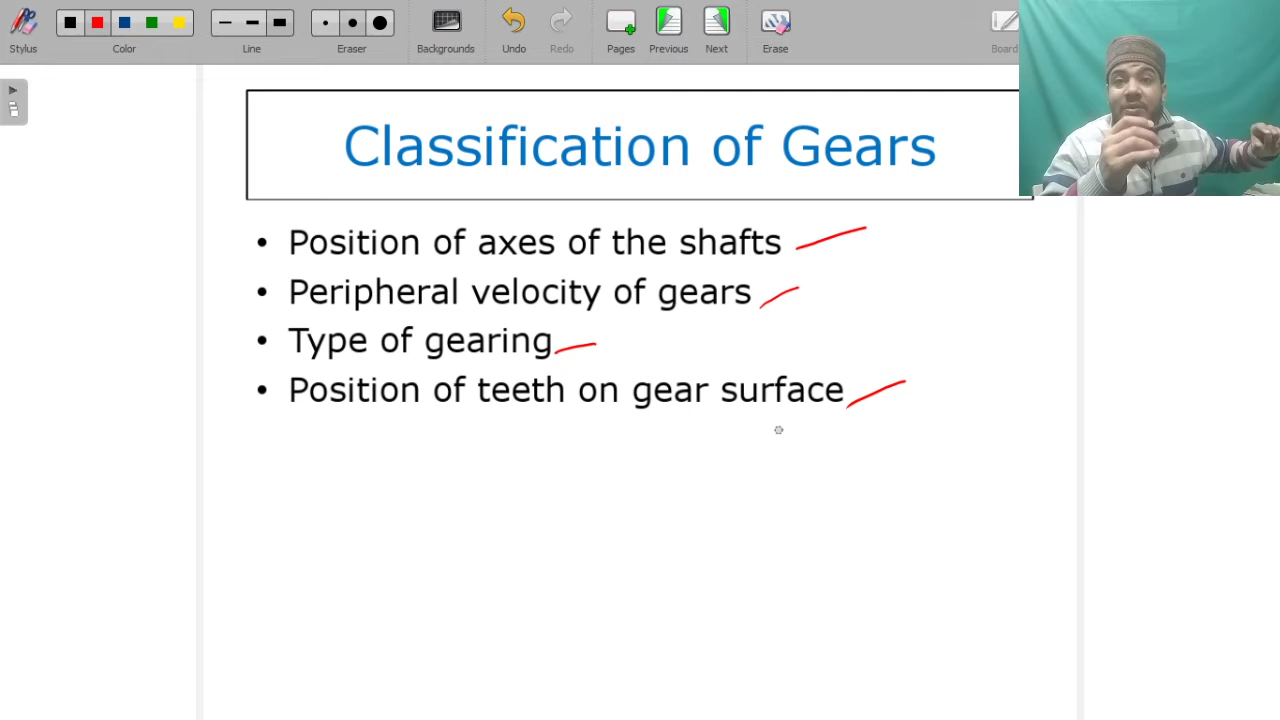 Stylus
Color
Line
Eraser
Backgrounds
Undo
Redo
Pages
Previous
Next
Erase
Board
Classification of Gears
• Position of axes of the shafts
• Peripheral velocity of gears
• Type of gearing
• Position of teeth on gear surface